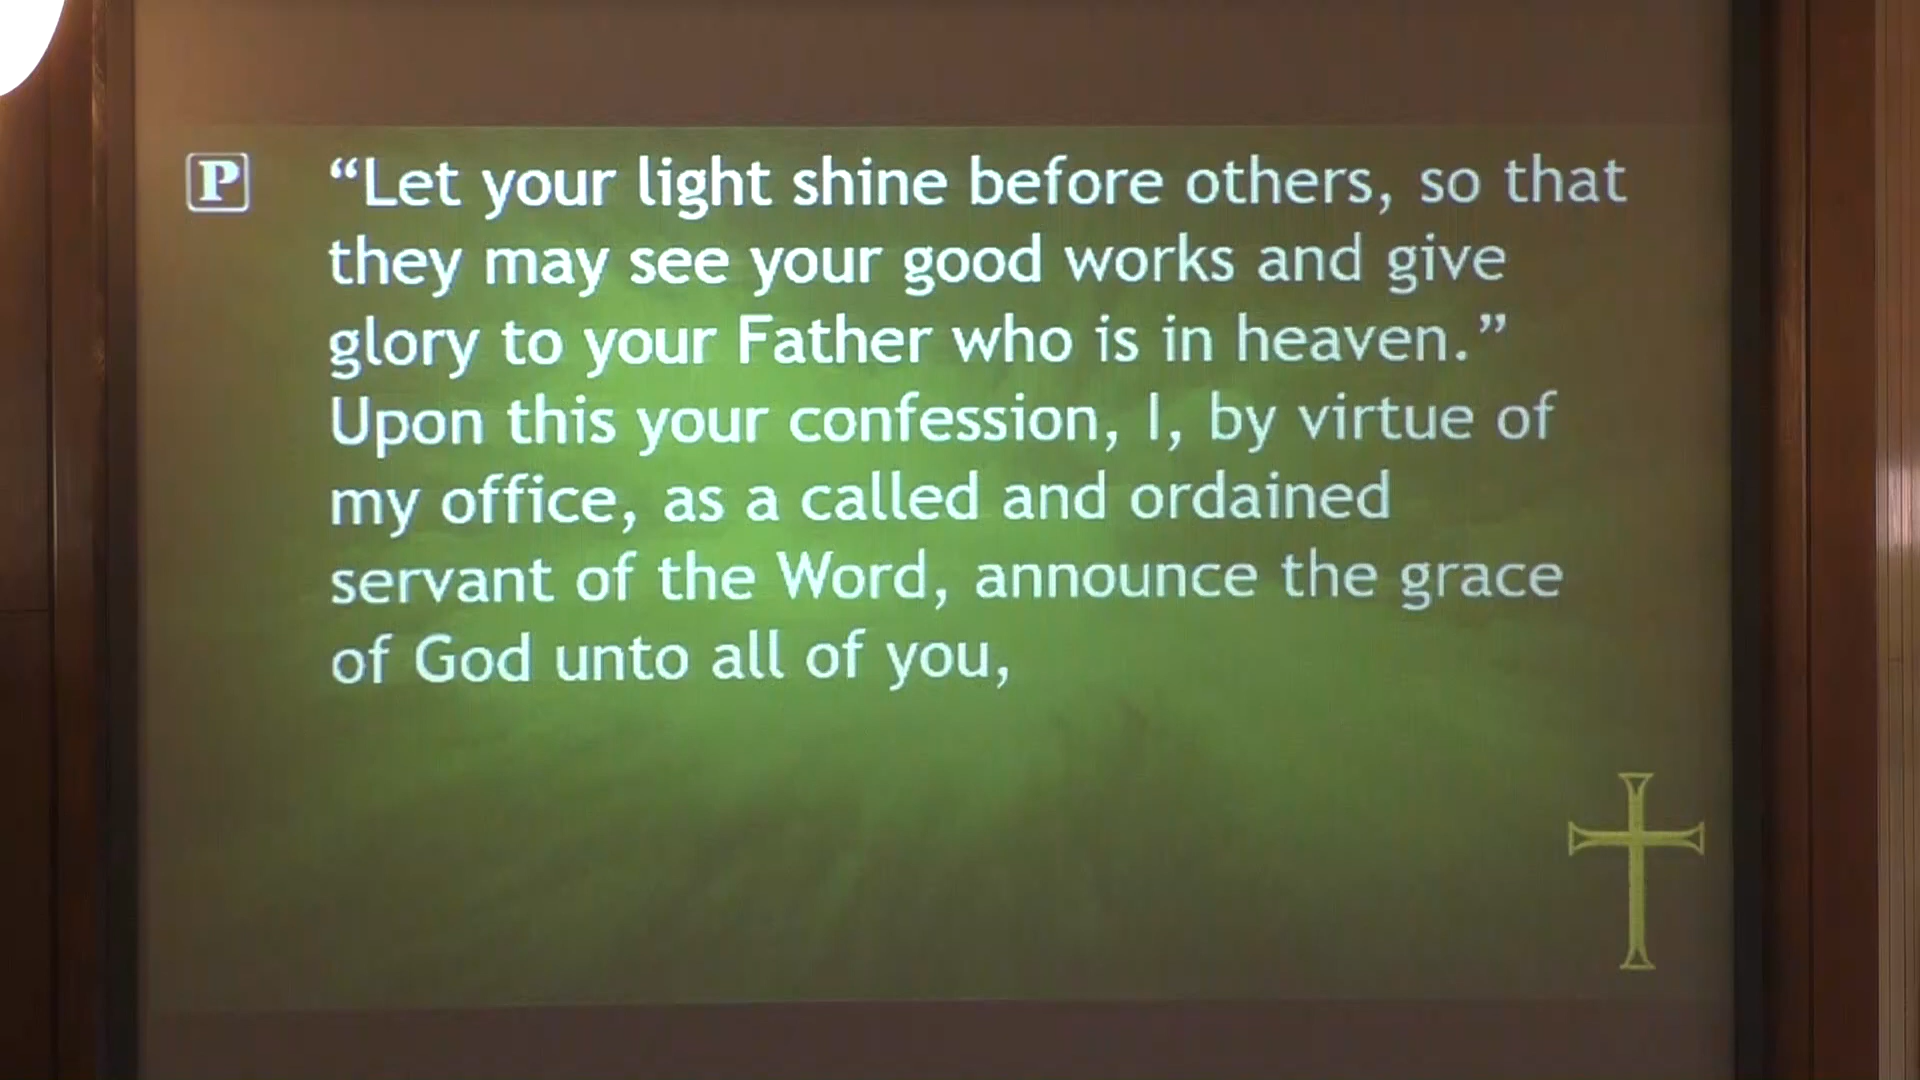 P “Let your light shine before others, so that
they may see your good works and give
glory to your Father who is in heaven.”
Upon this your confession, I, by virtue of
my office, as a called and ordained
servant of the Word, announce the grace
of God unto all of you,